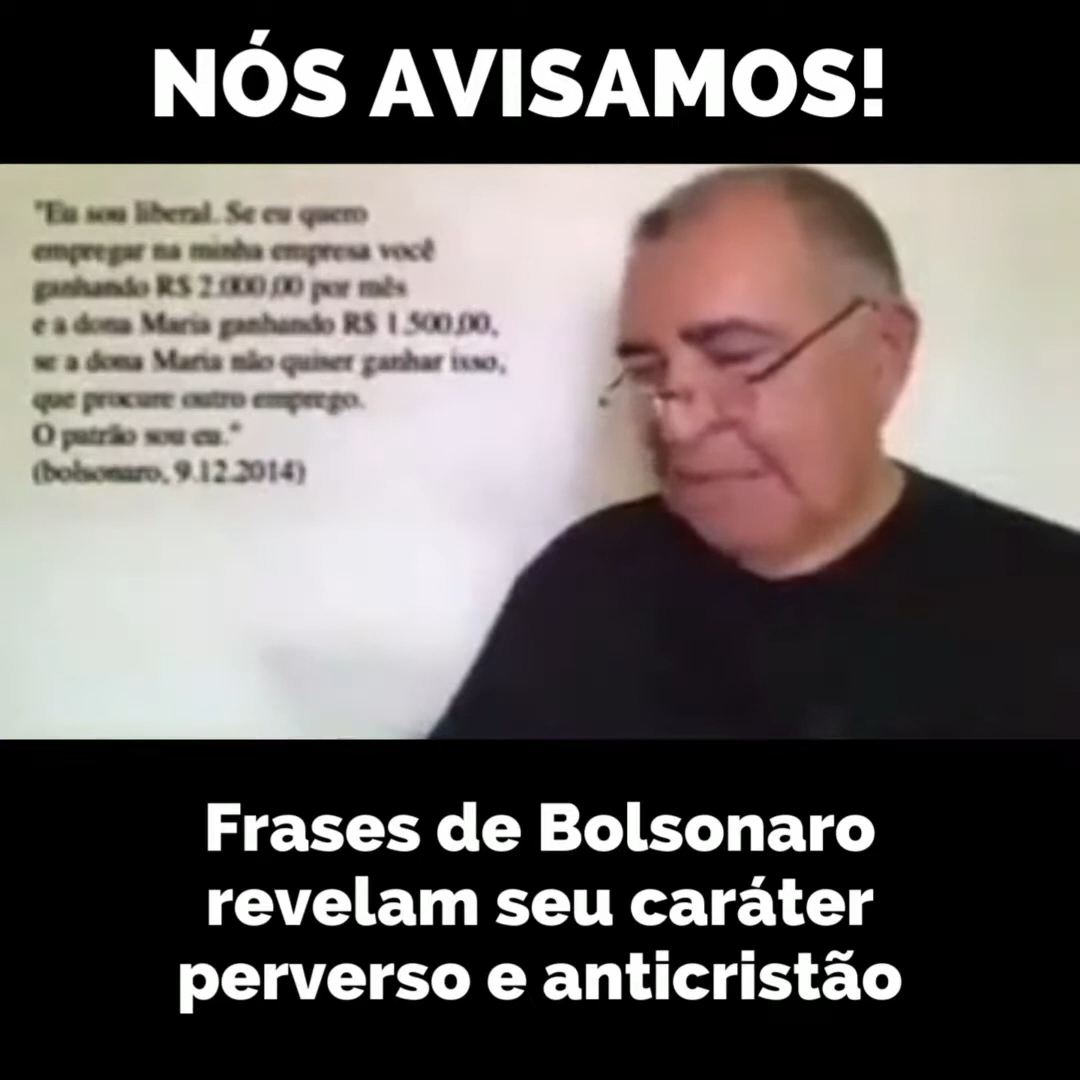 NÓS AVISAMOS!
"Eu sou liberal. Se eu quero
empregar na minha empresa você
ganhando R$ 2.000,00 por mês
e a dona Maria ganhando R$ 1.500,00,
se a dona Maria não quiser ganhar isso,
que procure outro emprego.
O patrão sou eu."
(bolsonaro, 9.12.2014)
Frases de Bolsonaro
revelam seu caráter
perverso e anticristão